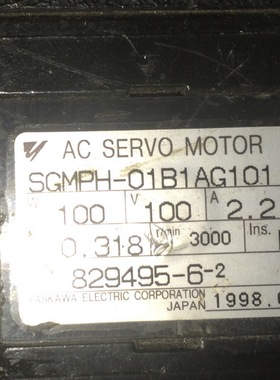 AC SERVO MOTOR
SGMPH-01B1AG101
W 100 V 100 A 2.2
0.318 r/min 3000 Ins.
829495-6-2
YASKAWA ELECTRIC CORPORATION
JAPAN 1998.